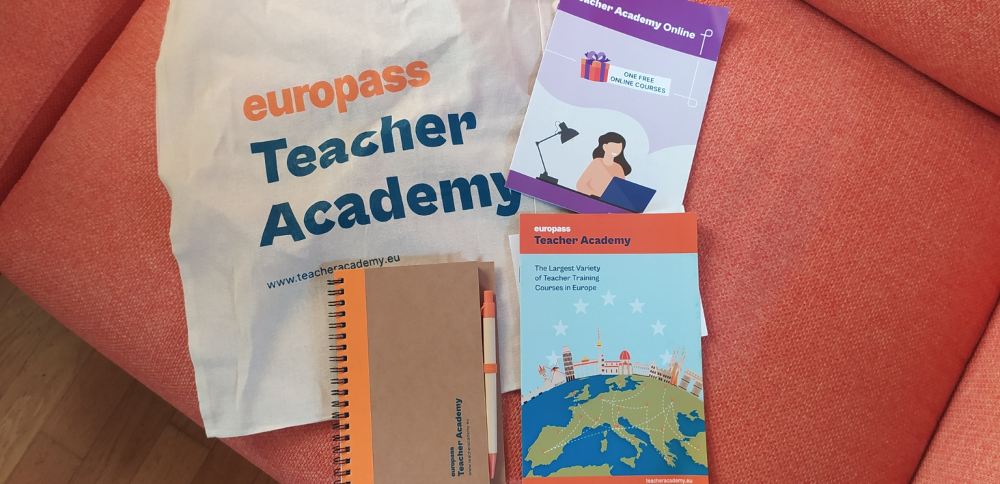 europass
Teacher
Academy
www.teacheracademy.eu
Teacher Academy Online
ONE FREE
ONLINE COURSES
europass
Teacher Academy
The Largest Variety
of Teacher Training
Courses in Europe
teacheracademy.eu
europass
Teacher Academy
www.teacheracademy.eu